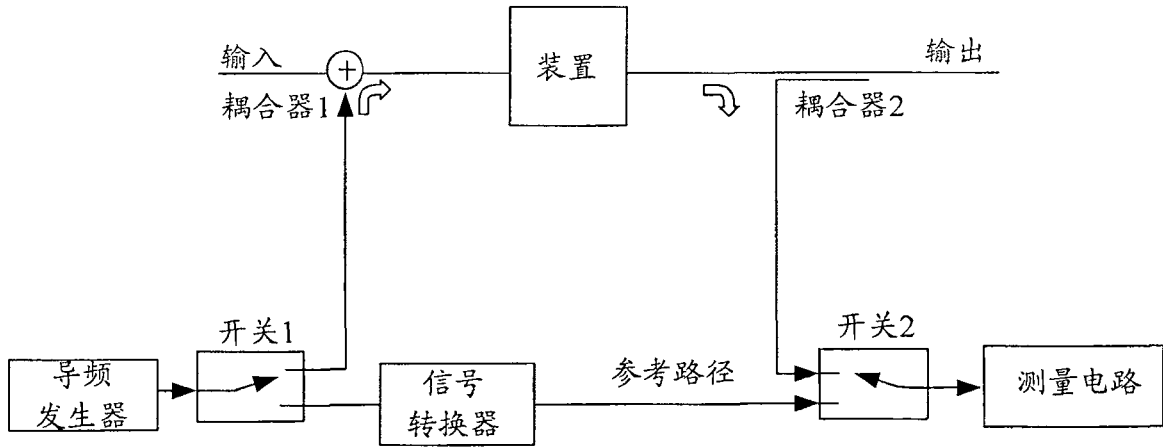 输入
装置
输出
耦合器1
耦合器2
开关1
开关2
导频
发生器
信号
转换器
参考路径
测量电路